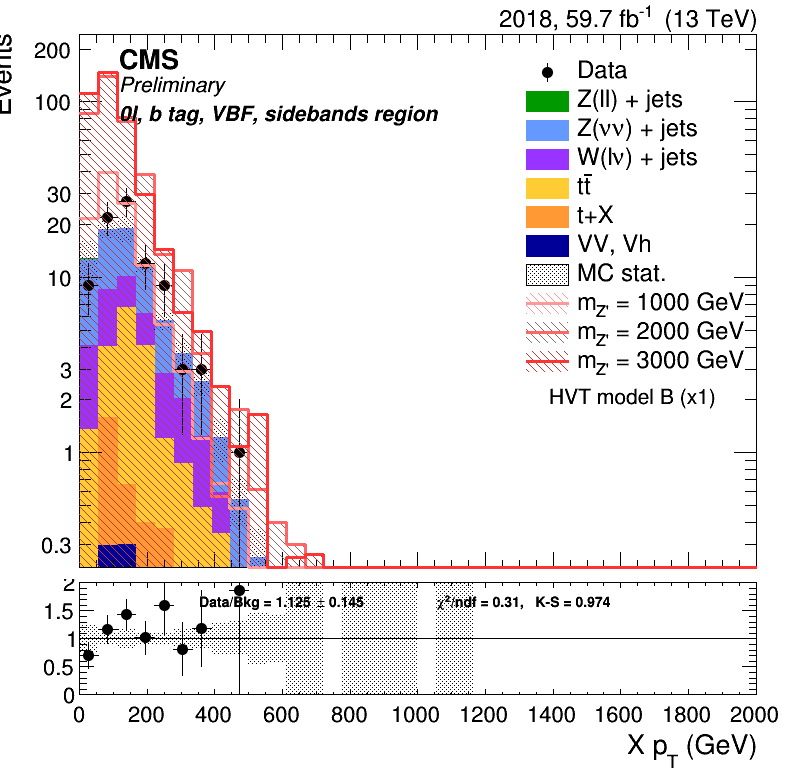 2018, 59.7 fb⁻¹ (13 TeV)
Events
CMS
Preliminary
0l, b tag, VBF, sidebands region
Data
Z(ll) + jets
Z(νν) + jets
W(lν) + jets
tt̄
t+X
VV, Vh
MC stat.
m_Z' = 1000 GeV
m_Z' = 2000 GeV
m_Z' = 3000 GeV
HVT model B (x1)
200
100
30
20
10
3
2
1
0.3
2
1.5
1
0.5
0
Data/Bkg = 1.125 ± 0.145
χ²/ndf = 0.31, K-S = 0.974
0 200 400 600 800 1000 1200 1400 1600 1800 2000
X p_T (GeV)